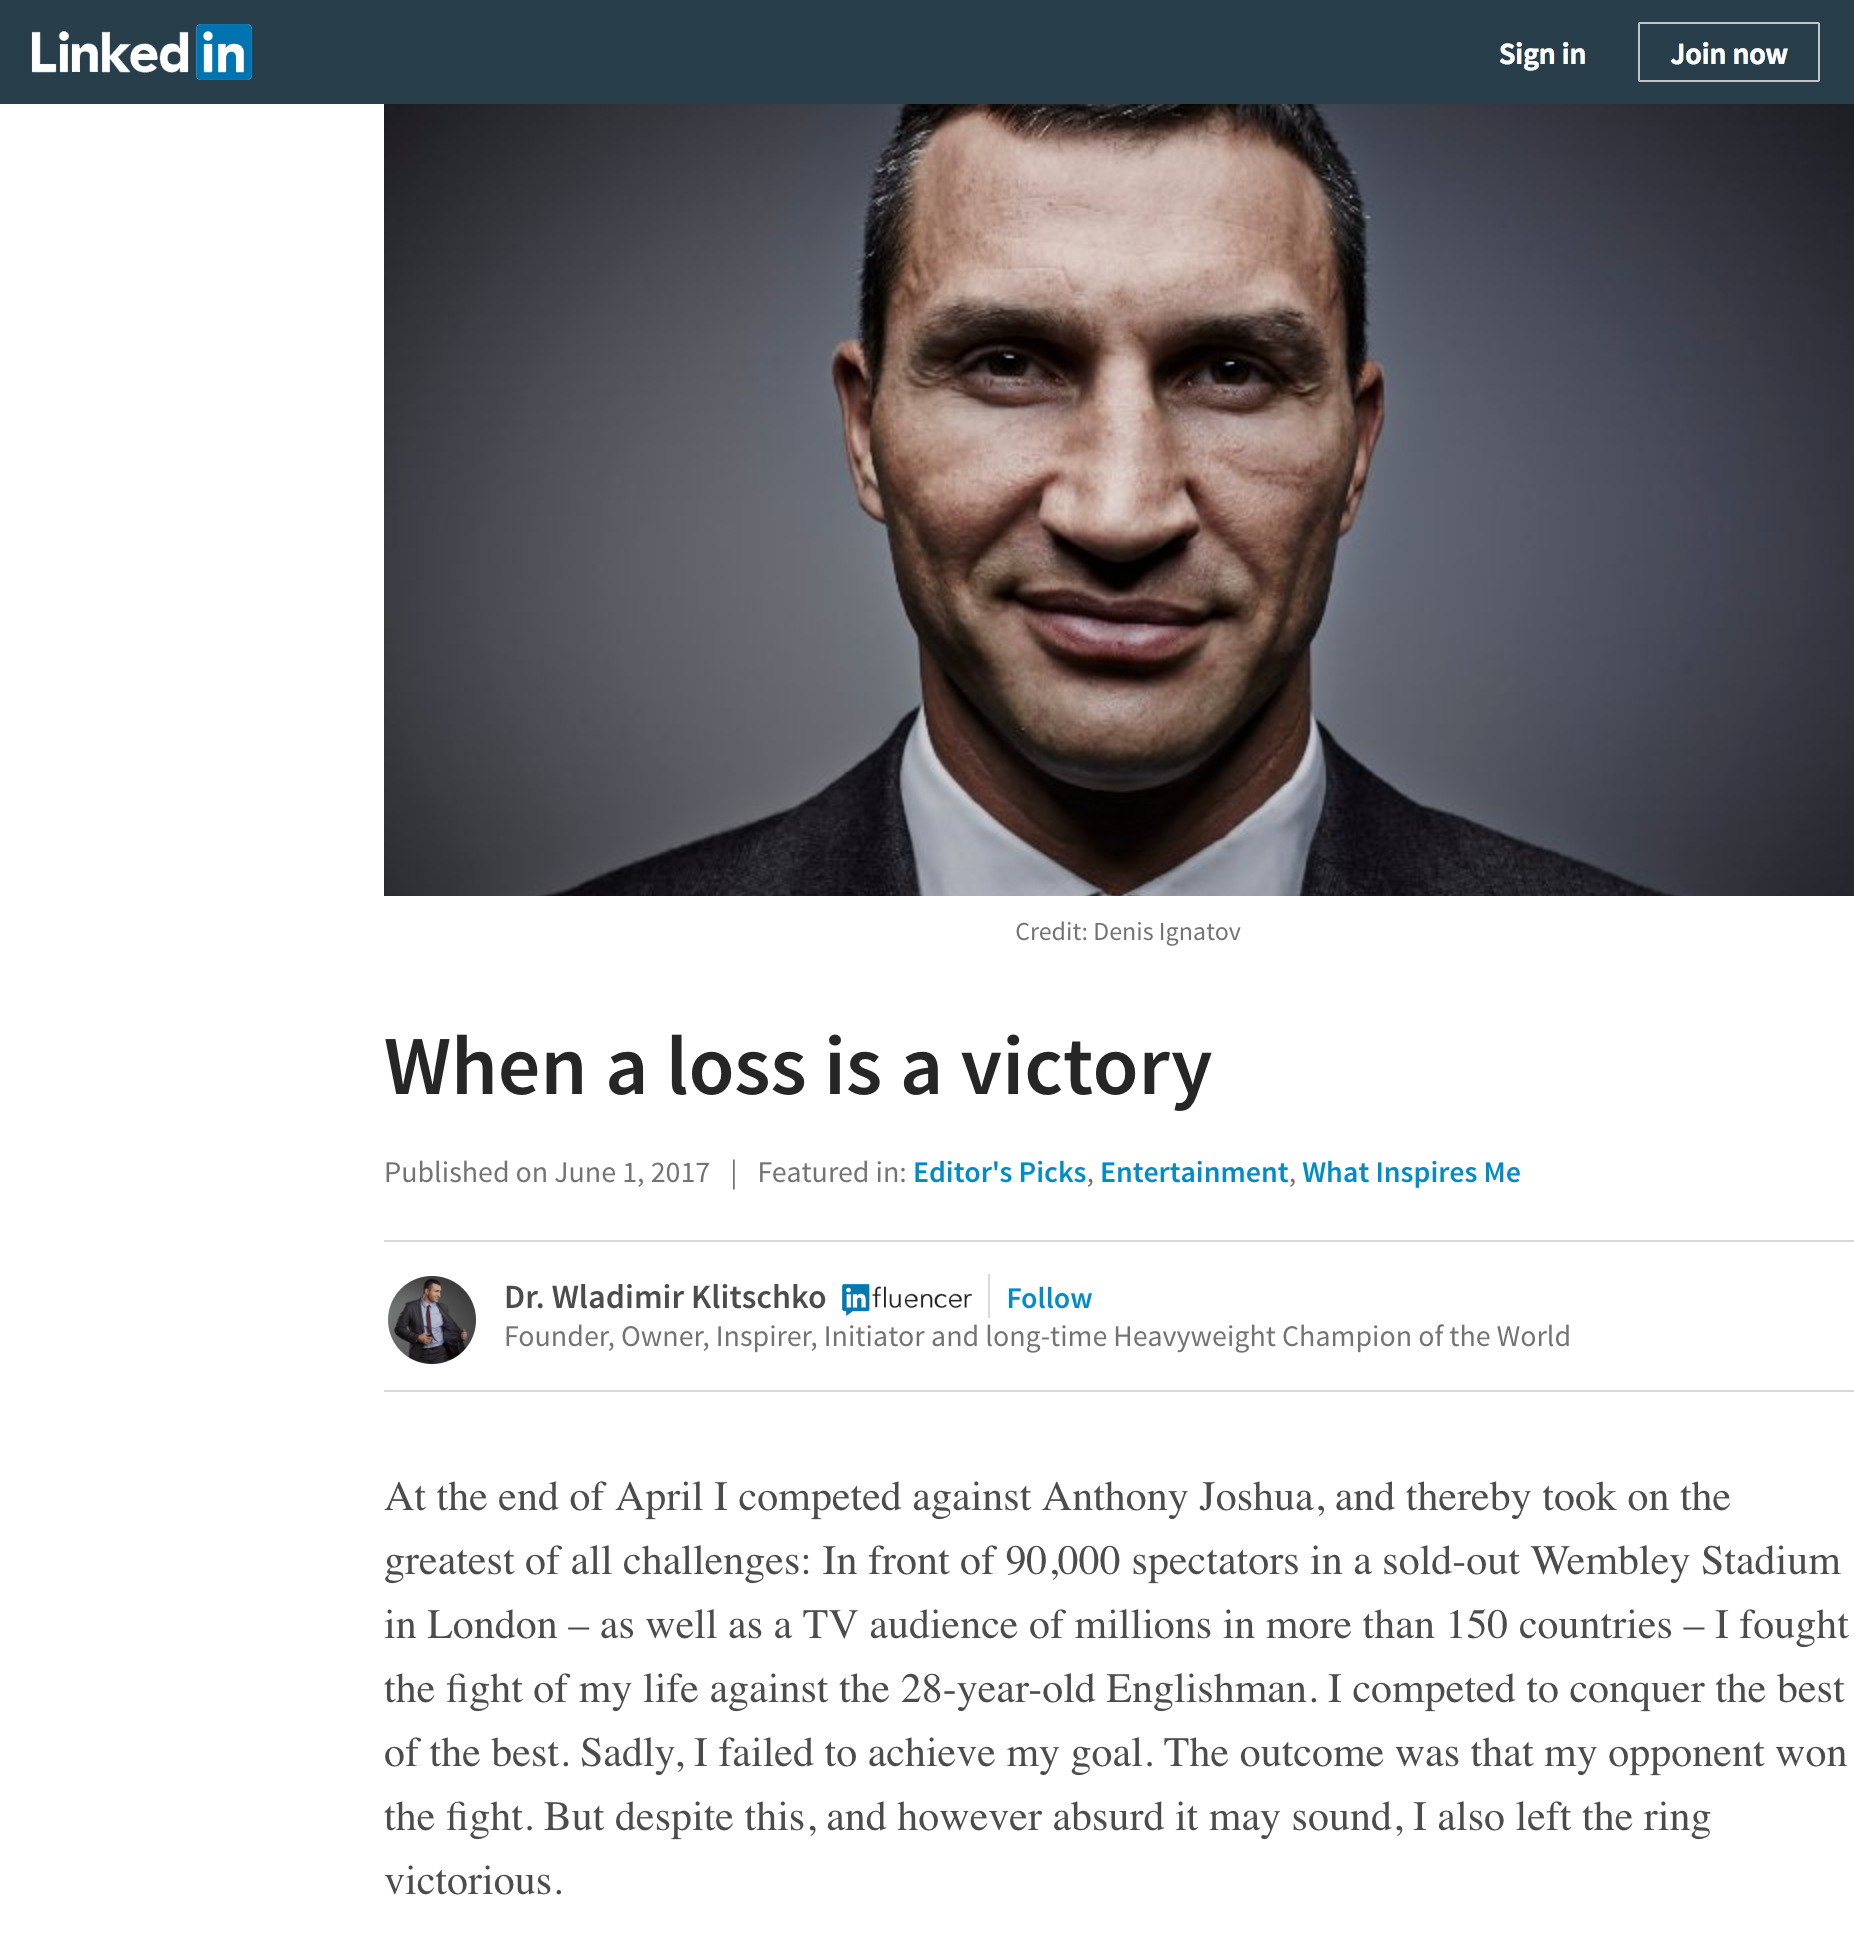 Linked in
Sign in
Join now
Credit: Denis Ignatov
When a loss is a victory
Published on June 1, 2017 | Featured in: Editor's Picks, Entertainment, What Inspires Me
Dr. Wladimir Klitschko influencer Follow
Founder, Owner, Inspirer, Initiator and long-time Heavyweight Champion of the World
At the end of April I competed against Anthony Joshua, and thereby took on the
greatest of all challenges: In front of 90,000 spectators in a sold-out Wembley Stadium
in London – as well as a TV audience of millions in more than 150 countries – I fought
the fight of my life against the 28-year-old Englishman. I competed to conquer the best
of the best. Sadly, I failed to achieve my goal. The outcome was that my opponent won
the fight. But despite this, and however absurd it may sound, I also left the ring
victorious.